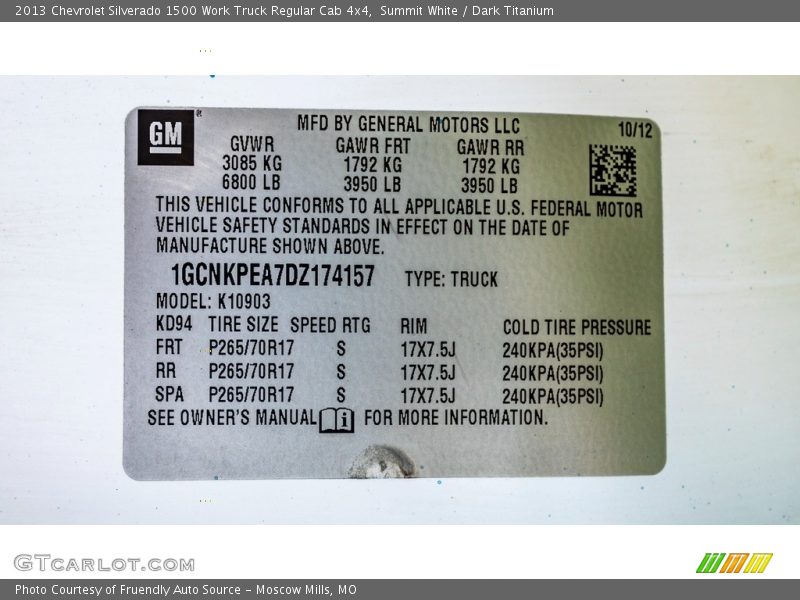 2013 Chevrolet Silverado 1500 Work Truck Regular Cab 4x4,  Summit White / Dark Titanium
GM®
MFD BY GENERAL MOTORS LLC 10/12
GVWR GAWR FRT GAWR RR
3085 KG 1792 KG 1792 KG
6800 LB 3950 LB 3950 LB
THIS VEHICLE CONFORMS TO ALL APPLICABLE U.S. FEDERAL MOTOR
VEHICLE SAFETY STANDARDS IN EFFECT ON THE DATE OF
MANUFACTURE SHOWN ABOVE.
1GCNKPEA7DZ174157 TYPE: TRUCK
MODEL: K10903
KD94 TIRE SIZE SPEED RTG RIM COLD TIRE PRESSURE
FRT P265/70R17 S 17X7.5J 240KPA(35PSI)
RR P265/70R17 S 17X7.5J 240KPA(35PSI)
SPA P265/70R17 S 17X7.5J 240KPA(35PSI)
SEE OWNER'S MANUAL FOR MORE INFORMATION.
GTCARLOT.COM
Photo Courtesy of Fruendly Auto Source - Moscow Mills, MO